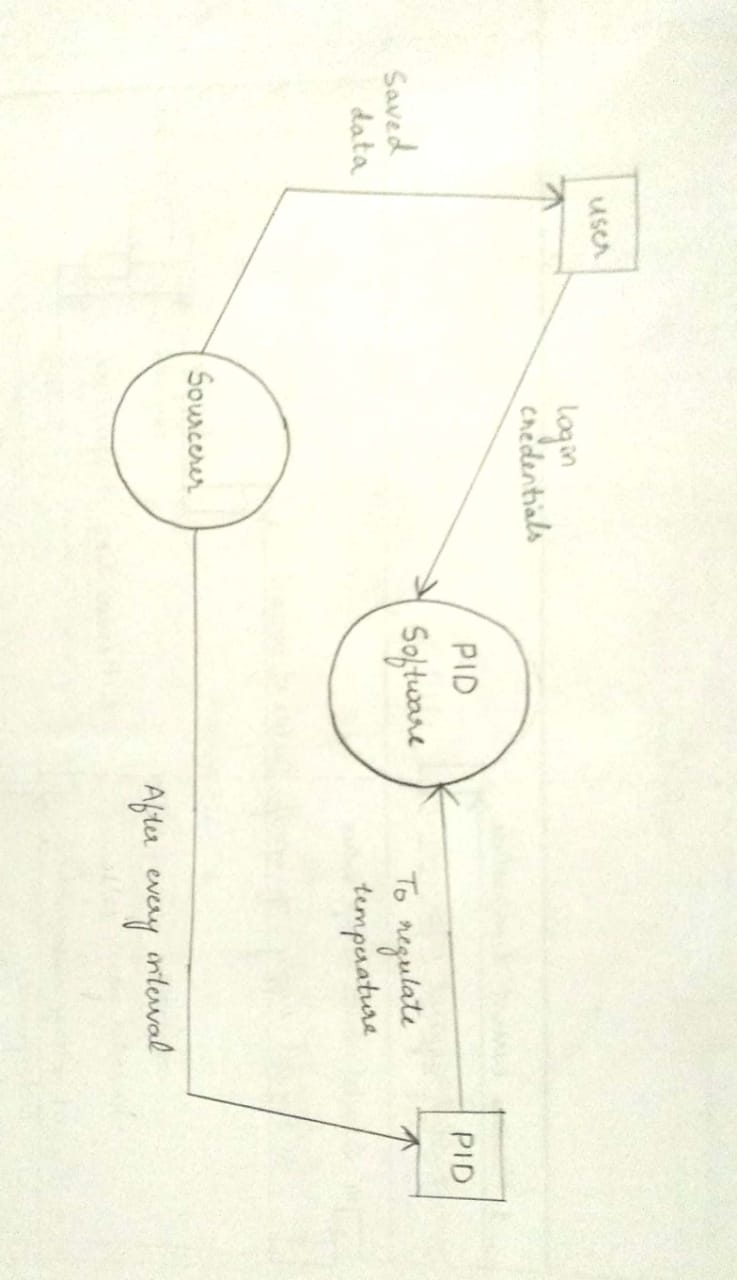 user
login
credentials
PID
Software
To regulate
temperature
PID
Saved
data
Sourcerer
After every interval